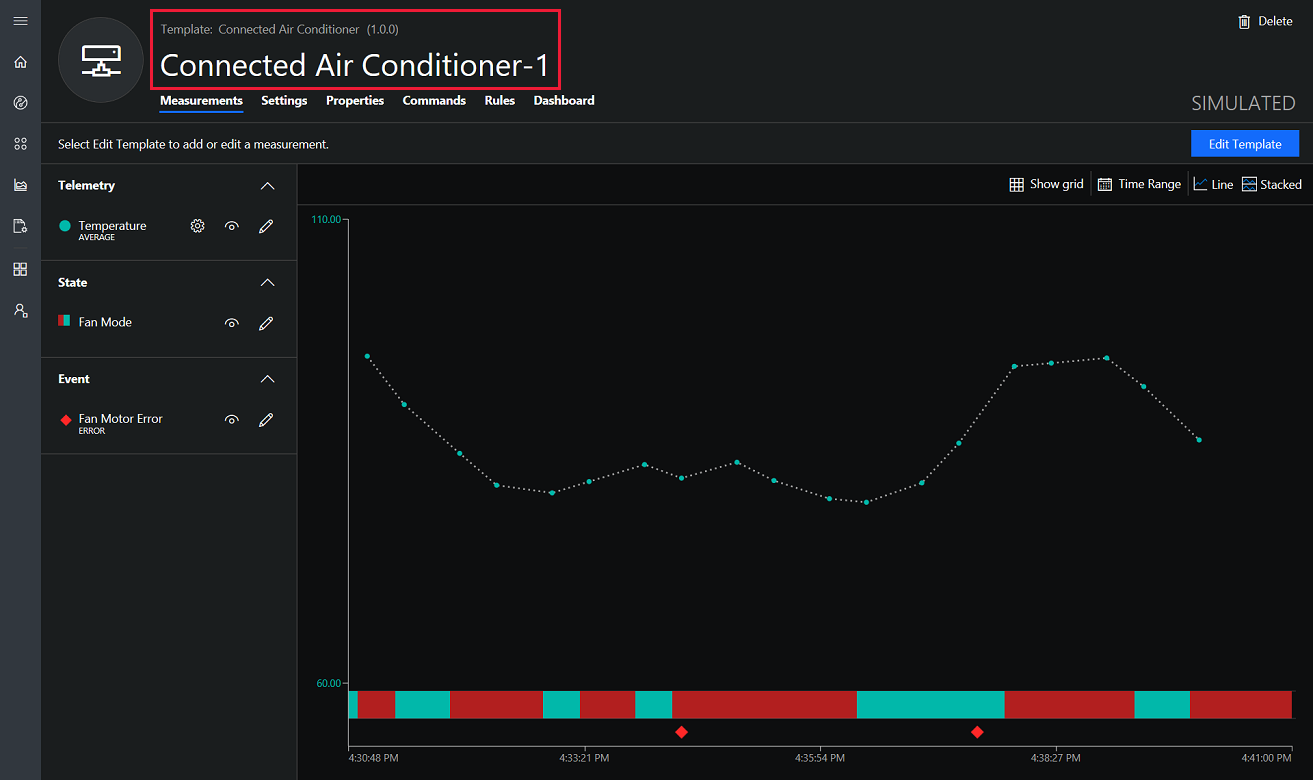 Template: Connected Air Conditioner (1.0.0)
Delete
Connected Air Conditioner-1
Measurements Settings Properties Commands Rules Dashboard
SIMULATED
Select Edit Template to add or edit a measurement.
Edit Template
Telemetry
Show grid Time Range Line Stacked
Temperature
AVERAGE
State
Fan Mode
Event
Fan Motor Error
ERROR
110.00
60.00
4:30:48 PM 4:33:21 PM 4:35:54 PM 4:38:27 PM 4:41:00 PM